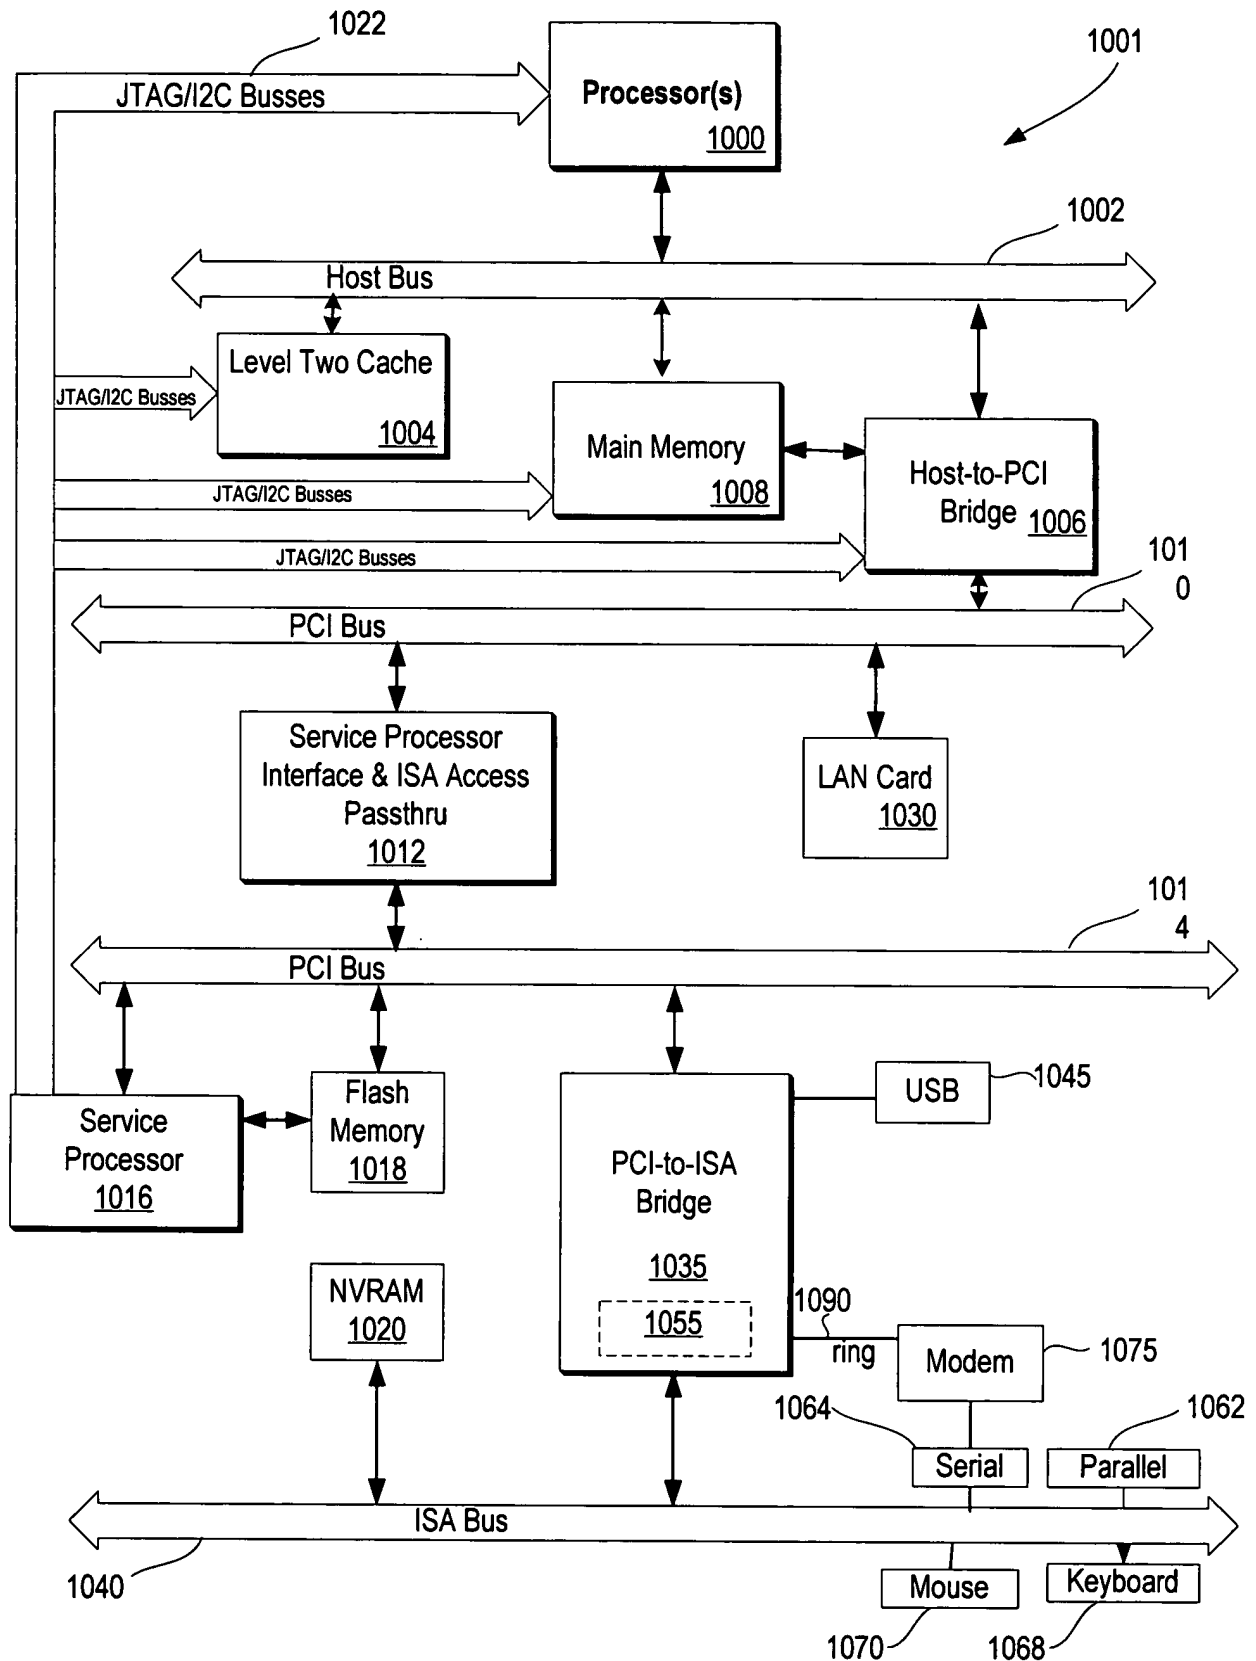 1022
1001
JTAG/I2C Busses
Processor(s)
1000
1002
Host Bus
Level Two Cache
1004
JTAG/I2C Busses
Main Memory
1008
Host-to-PCI
Bridge
1006
JTAG/I2C Busses
JTAG/I2C Busses
101
0
PCI Bus
Service Processor
Interface & ISA Access
Passthru
1012
LAN Card
1030
101
4
PCI Bus
USB
1045
Flash
Memory
1018
Service
Processor
1016
PCI-to-ISA
Bridge
1035
1055
NVRAM
1020
1090
ring
Modem
1075
1064
1062
Serial
Parallel
ISA Bus
1040
Mouse
Keyboard
1070
1068